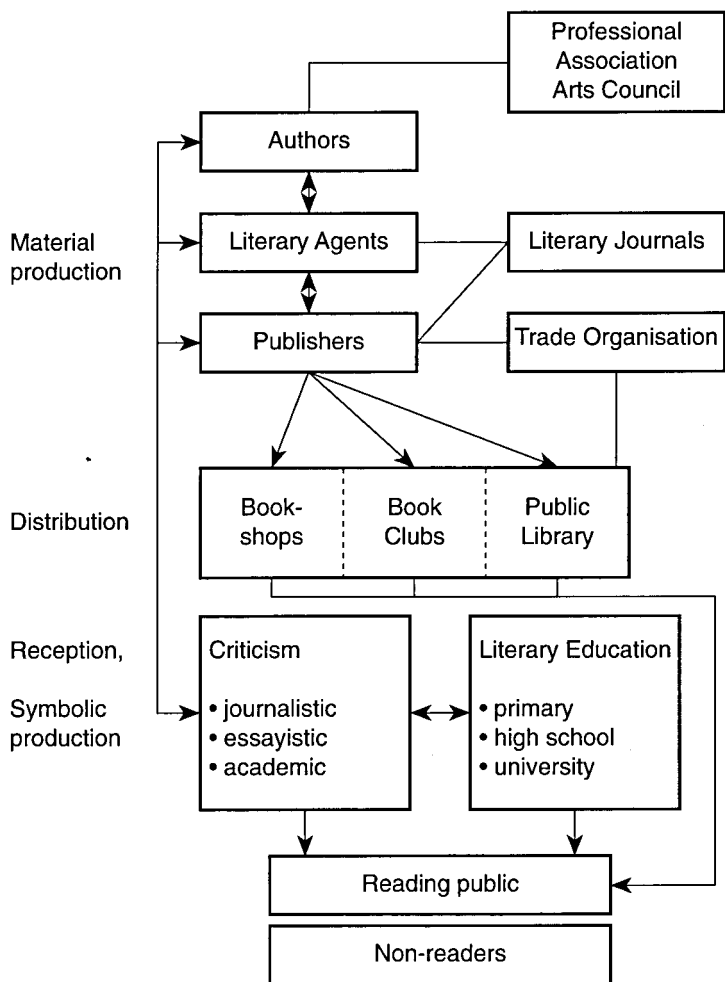 Professional
Association
Arts Council
Authors
Material
production
Literary Agents
Literary Journals
Publishers
Trade Organisation
Distribution
Book-
shops
Book
Clubs
Public
Library
Reception,
Symbolic
production
Criticism
• journalistic
• essayistic
• academic
Literary Education
• primary
• high school
• university
Reading public
Non-readers